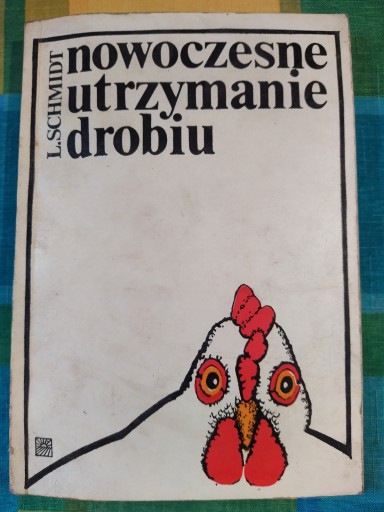 L. SCHMIDT
nowoczesne
utrzymanie
drobiu